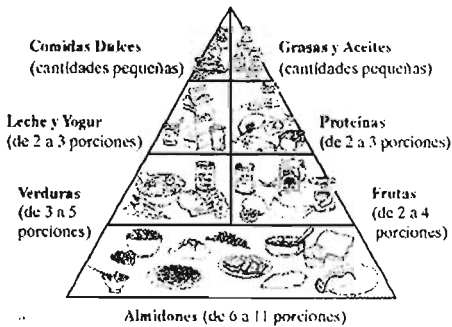 Comidas Dulces
(cantidades pequeñas)
Grasas y Aceites
(cantidades pequeñas)
Leche y Yogur
(de 2 a 3 porciones)
Proteínas
(de 2 a 3 porciones)
Verduras
(de 3 a 5
porciones)
Frutas
(de 2 a 4
porciones)
Almidones (de 6 a 11 porciones)